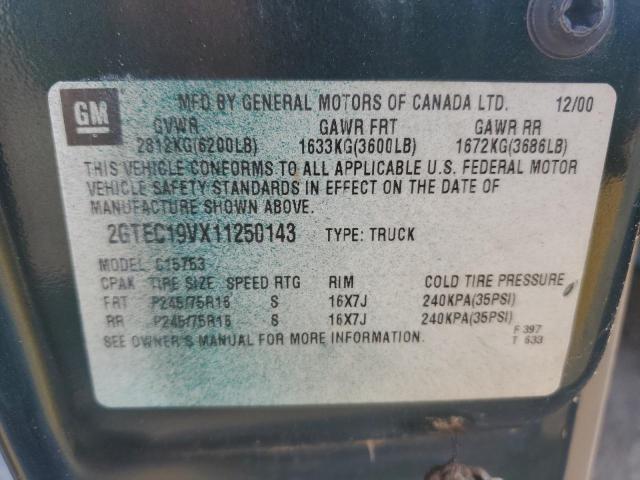 GM
MFD BY GENERAL MOTORS OF CANADA LTD. 12/00
GVWR GAWR FRT GAWR RR
2812KG(6200LB) 1633KG(3600LB) 1672KG(3686LB)
THIS VEHICLE CONFORMS TO ALL APPLICABLE U.S. FEDERAL MOTOR
VEHICLE SAFETY STANDARDS IN EFFECT ON THE DATE OF
MANUFACTURE SHOWN ABOVE.
2GTEC19VX11250143 TYPE: TRUCK
MODEL C15753
CPAK TIRE SIZE SPEED RTG RIM COLD TIRE PRESSURE
FRT P245/75R16 S 16X7J 240KPA(35PSI)
RR P245/75R16 S 16X7J 240KPA(35PSI)
SEE OWNER'S MANUAL FOR MORE INFORMATION.
F 397
T 633